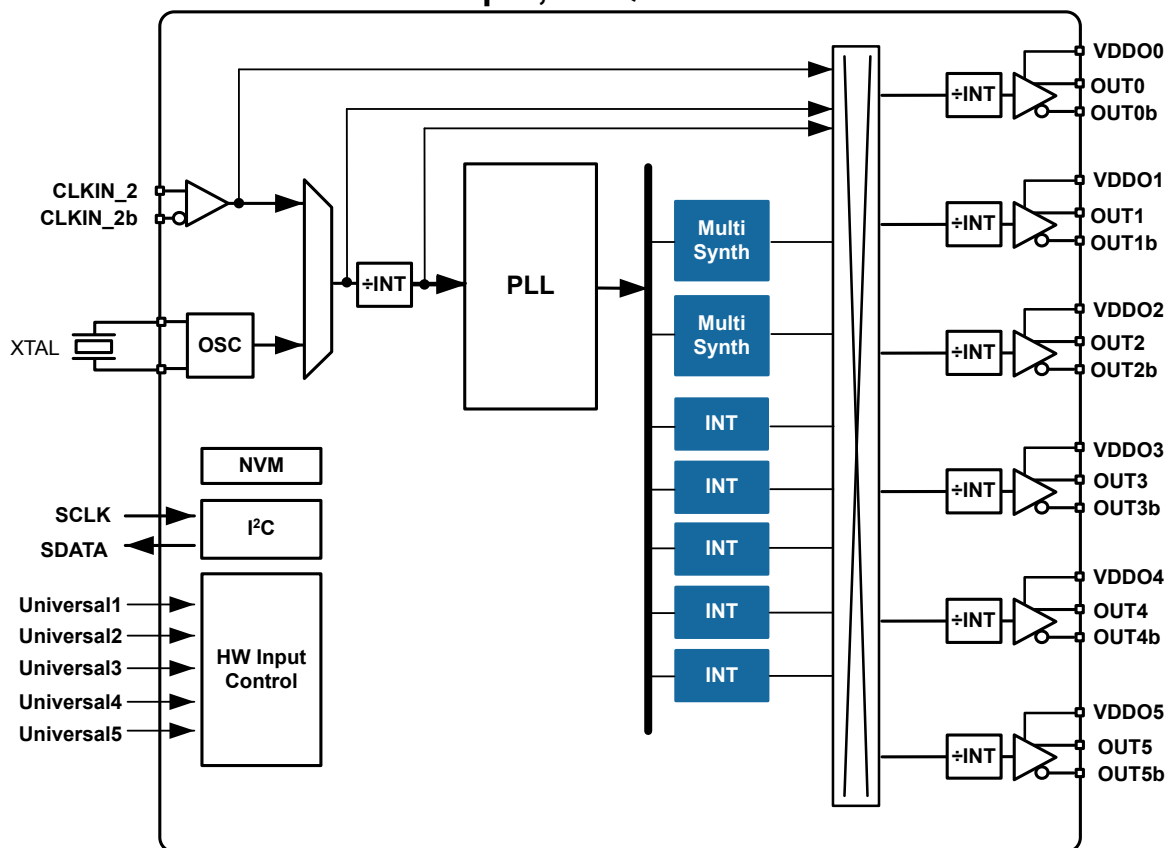 VDDO0
OUT0
÷INT
OUT0b
CLKIN_2
CLKIN_2b
VDDO1
OUT1
÷INT
OUT1b
Multi
Synth
÷INT
PLL
XTAL
OSC
Multi
Synth
VDDO2
OUT2
÷INT
OUT2b
INT
NVM
INT
VDDO3
OUT3
÷INT
OUT3b
SCLK
SDATA
I²C
INT
Universal1
Universal2
Universal3
Universal4
Universal5
HW Input
Control
INT
INT
VDDO4
OUT4
÷INT
OUT4b
VDDO5
OUT5
÷INT
OUT5b